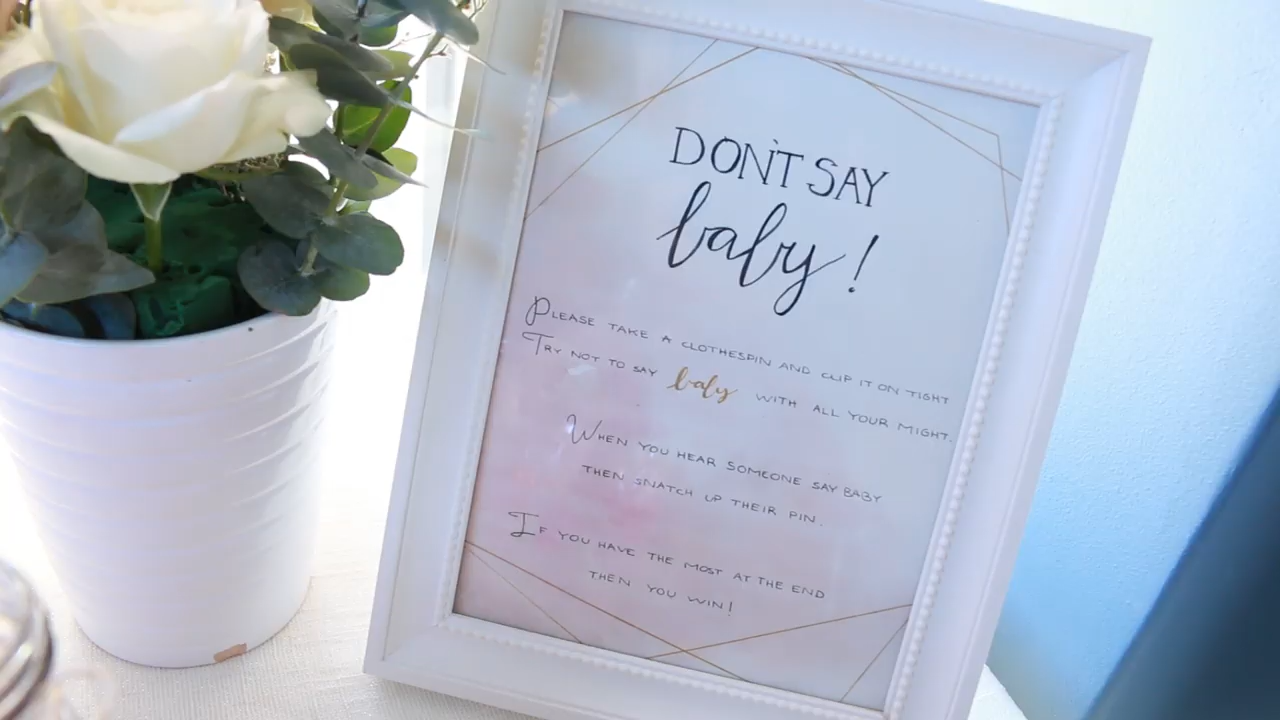 DON'T SAY
baby!
PLEASE TAKE A CLOTHESPIN AND CLIP IT ON TIGHT
TRY NOT TO SAY baby WITH ALL YOUR MIGHT.
WHEN YOU HEAR SOMEONE SAY BABY
THEN SNATCH UP THEIR PIN.
IF YOU HAVE THE MOST AT THE END
THEN YOU WIN!